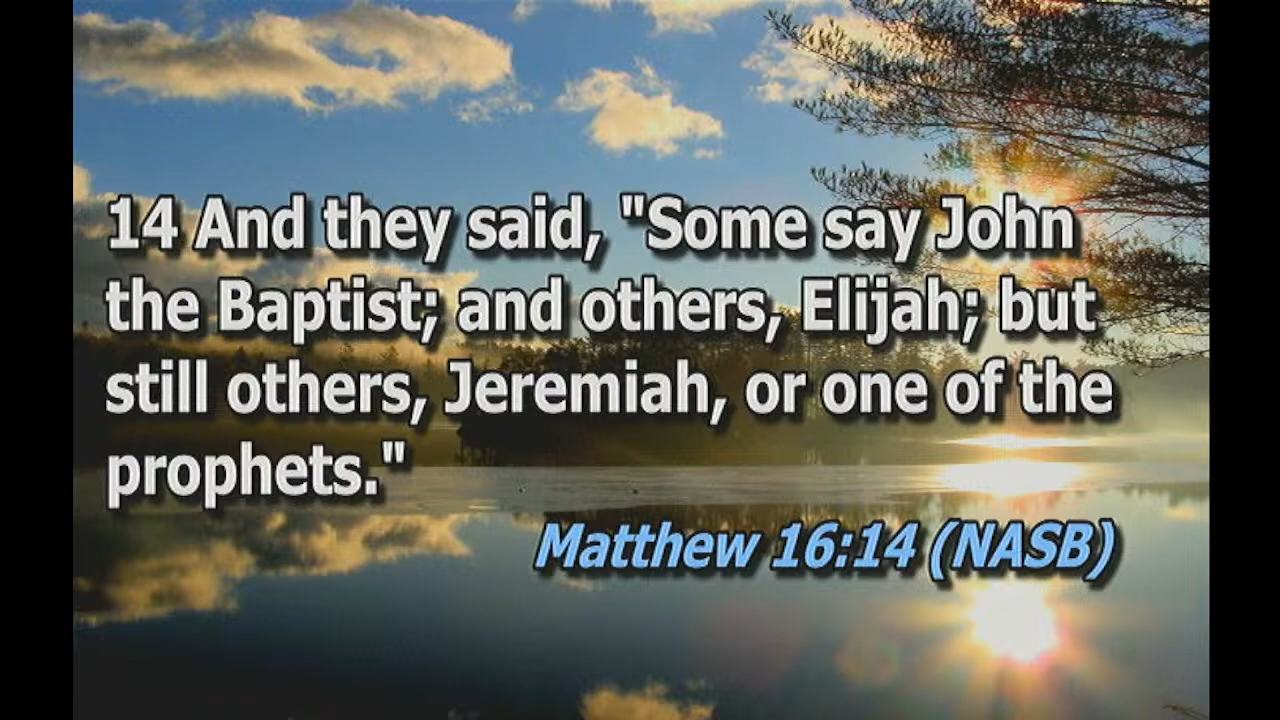 14 And they said, "Some say John
the Baptist; and others, Elijah; but
still others, Jeremiah, or one of the
prophets."
Matthew 16:14 (NASB)